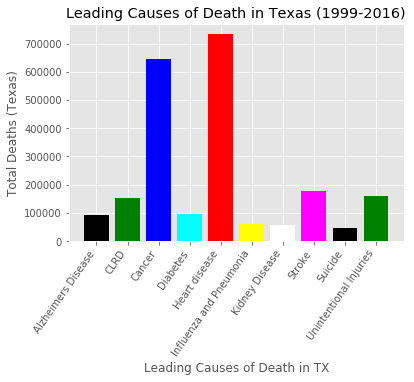 Leading Causes of Death in Texas (1999-2016)
Total Deaths (Texas)
700000
600000
500000
400000
300000
200000
100000
0
Alzheimers Disease
CLRD
Cancer
Diabetes
Heart disease
Influenza and Pneumonia
Kidney Disease
Stroke
Suicide
Unintentional Injuries
Leading Causes of Death in TX